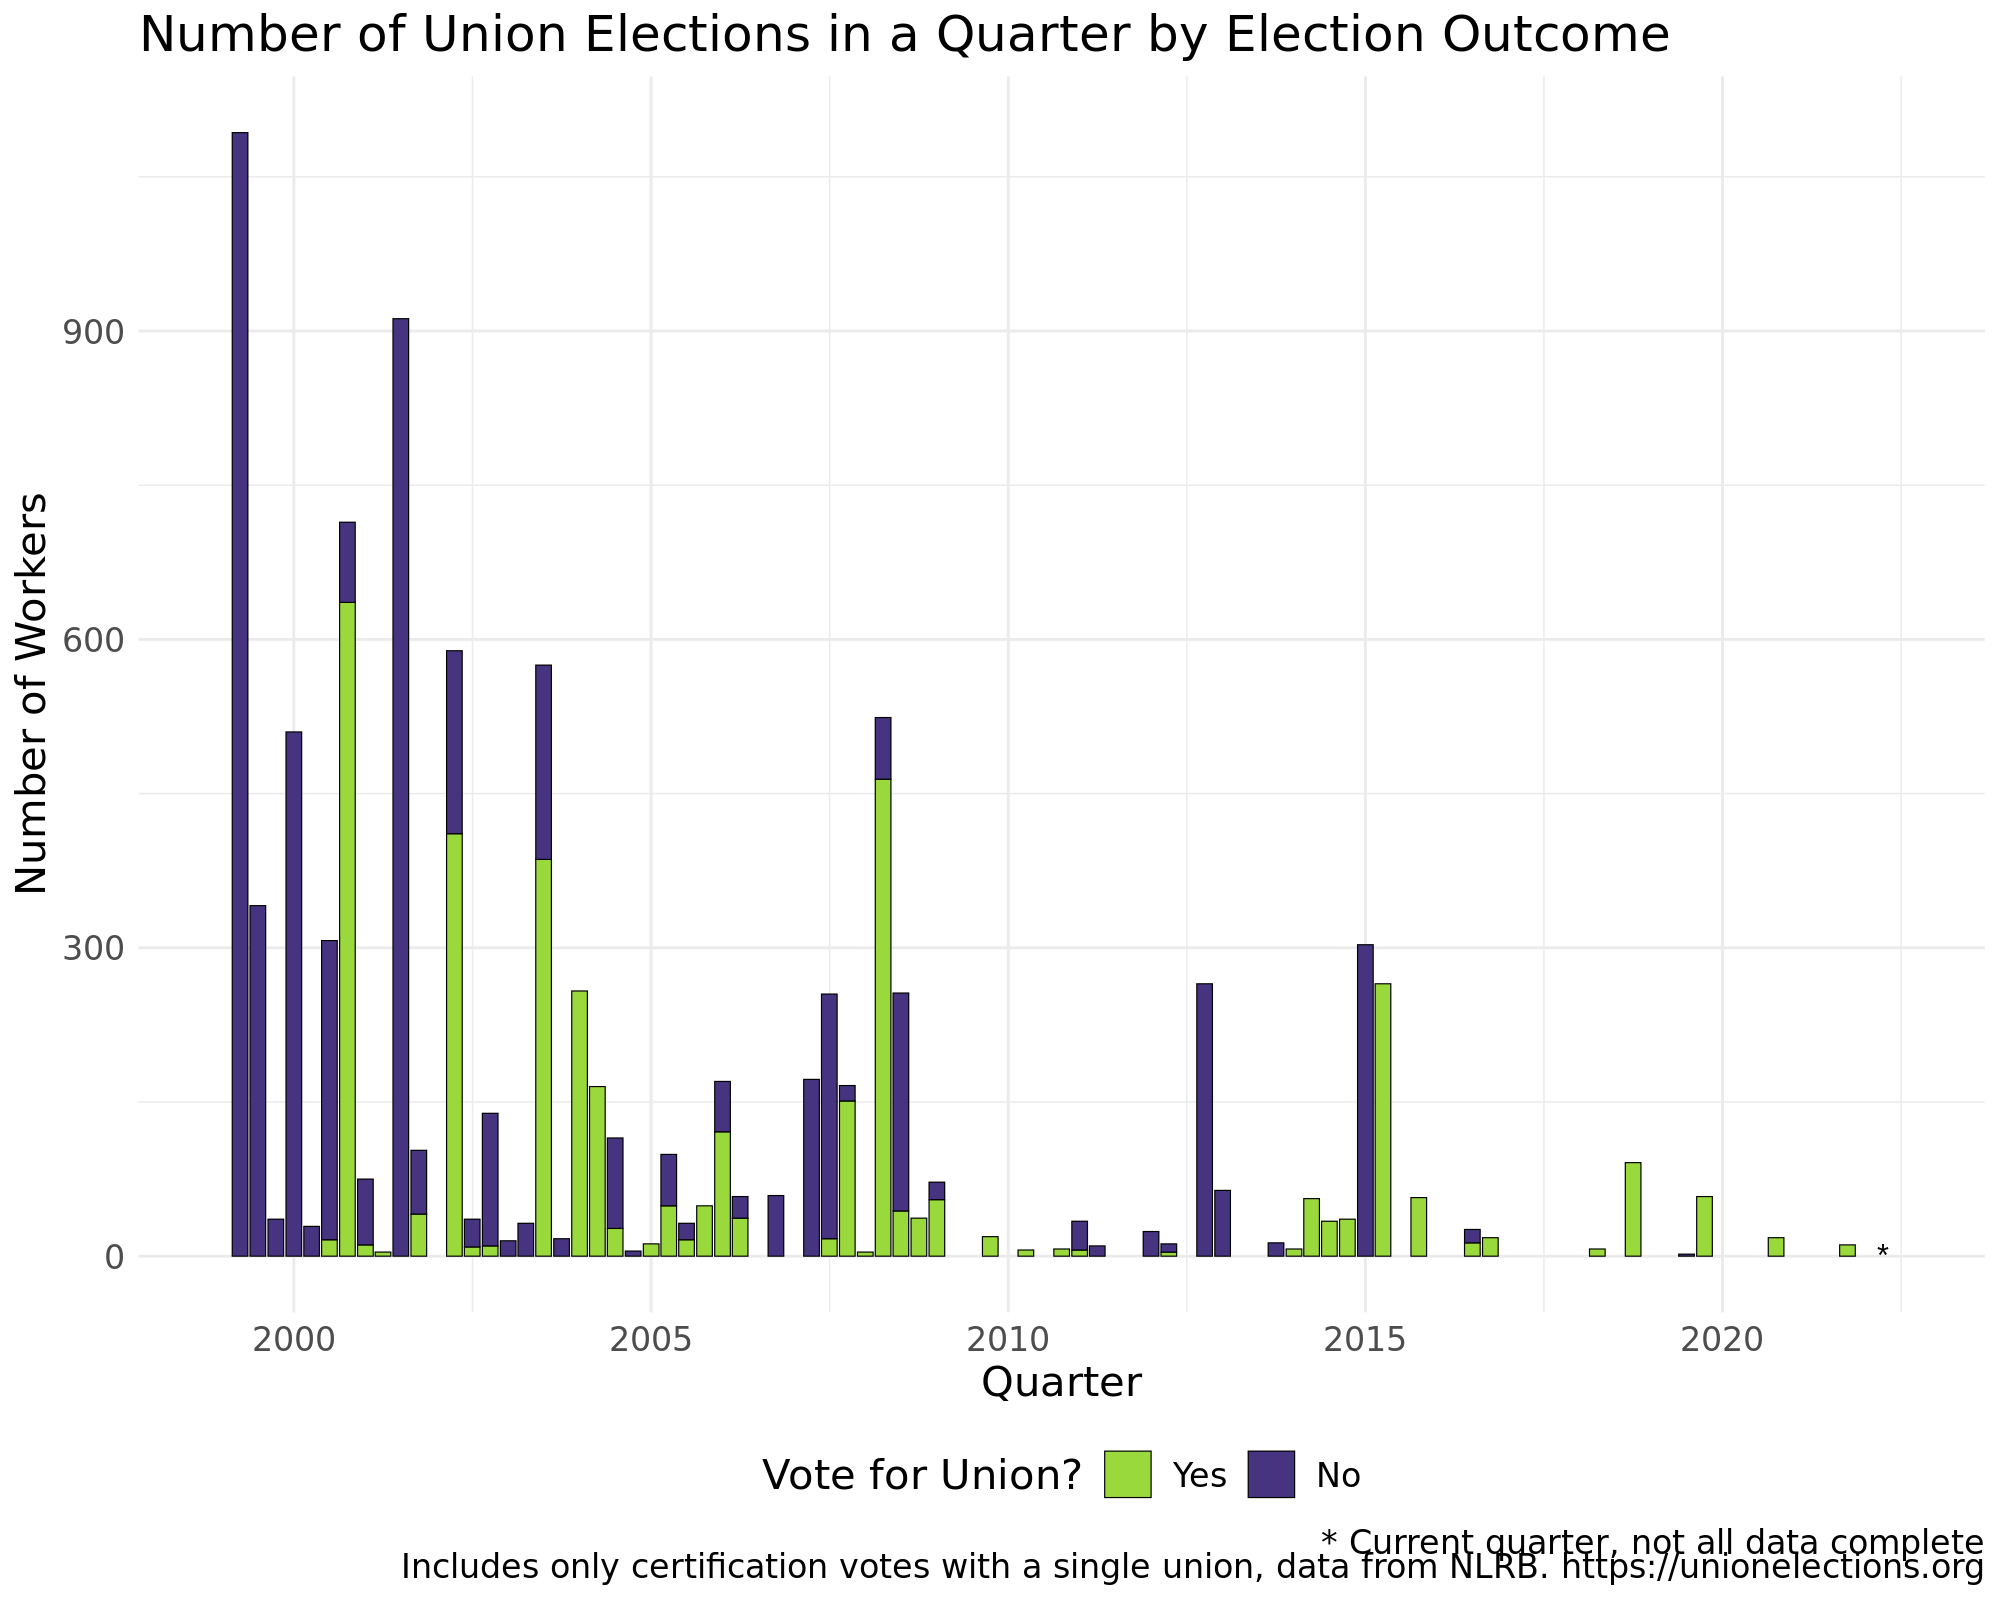 Number of Union Elections in a Quarter by Election Outcome
Number of Workers
900
600
300
0
*
2000 2005 2010 2015 2020
Quarter
Vote for Union? Yes No
* Current quarter, not all data complete
Includes only certification votes with a single union, data from NLRB. https://unionelections.org